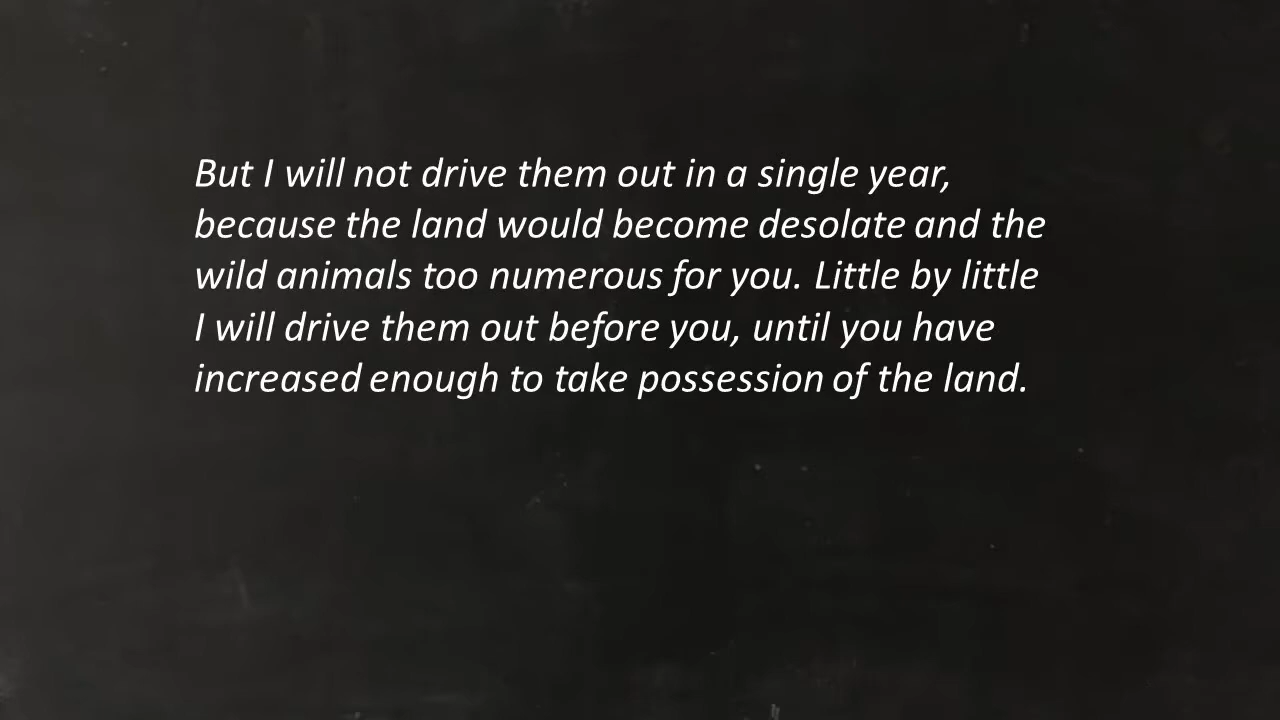 But I will not drive them out in a single year,
because the land would become desolate and the
wild animals too numerous for you. Little by little
I will drive them out before you, until you have
increased enough to take possession of the land.